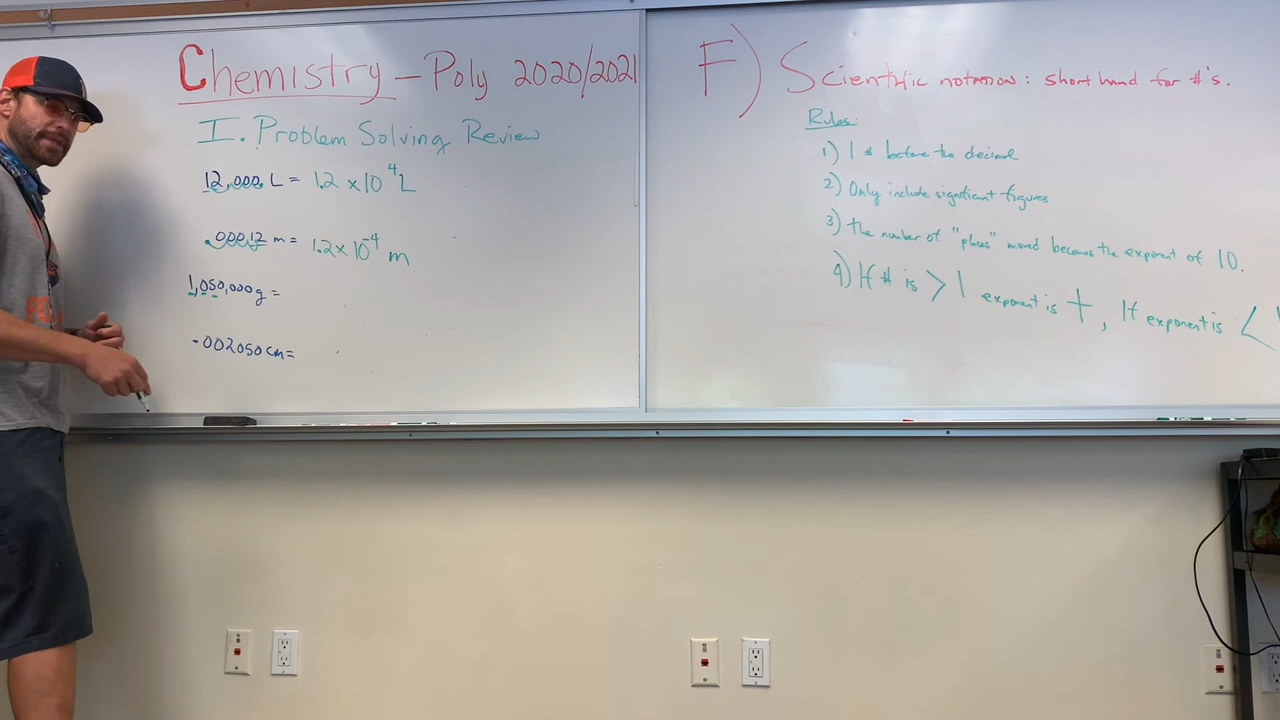 Chemistry - Poly 2020/2021
I. Problem Solving Review
12,000. L = 1.2 x 10⁴ L
.00012 m = 1.2 x 10⁻⁴ m
1,050,000 g =
.002050 cm =
F) Scientific notation: short hand for #'s.
Rules:
1) 1 # before the decimal
2) Only include significant figures
3) the number of "places" moved becomes the exponent of 10.
4) If # is > 1 exponent is +, If exponent is <